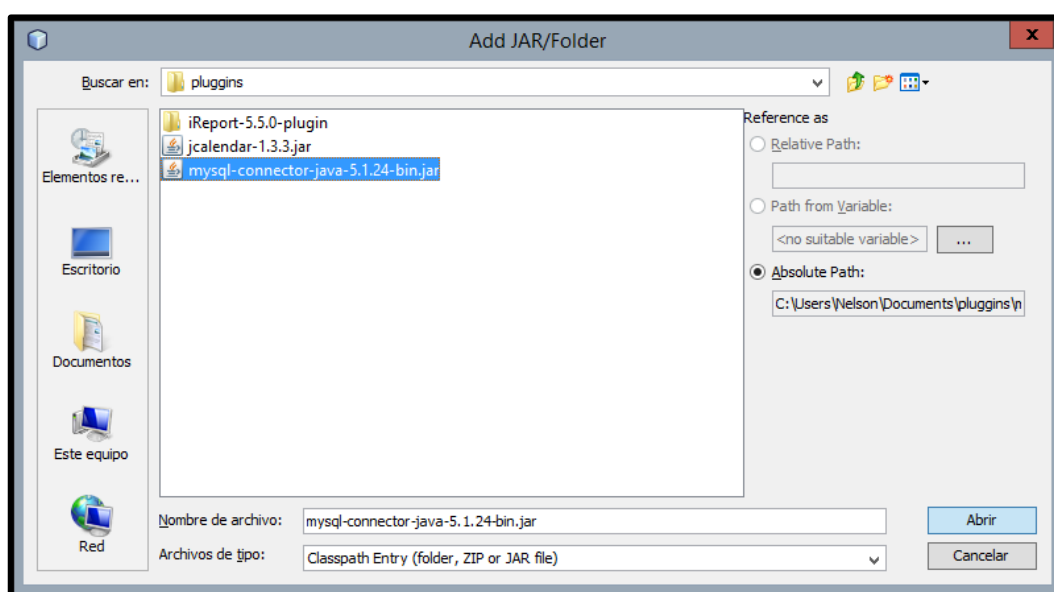 Add JAR/Folder
x
Buscar en:
pluggins
iReport-5.5.0-plugin
jcalendar-1.3.3.jar
mysql-connector-java-5.1.24-bin.jar
Elementos re...
Escritorio
Documentos
Este equipo
Red
Reference as
Relative Path:
Path from Variable:
<no suitable variable>
...
Absolute Path:
C:\Users\Nelson\Documents\pluggins\n
Nombre de archivo:
mysql-connector-java-5.1.24-bin.jar
Abrir
Archivos de tipo:
Classpath Entry (folder, ZIP or JAR file)
Cancelar